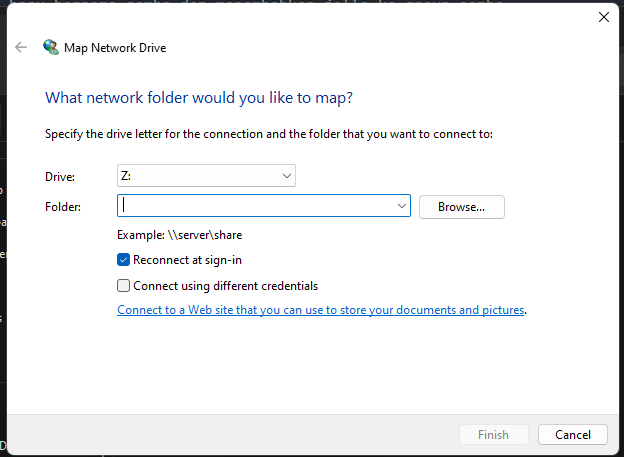 Map Network Drive
What network folder would you like to map?
Specify the drive letter for the connection and the folder that you want to connect to:
Drive: Z:
Folder: Browse...
Example: \\server\share
Reconnect at sign-in
Connect using different credentials
Connect to a Web site that you can use to store your documents and pictures.
Finish Cancel